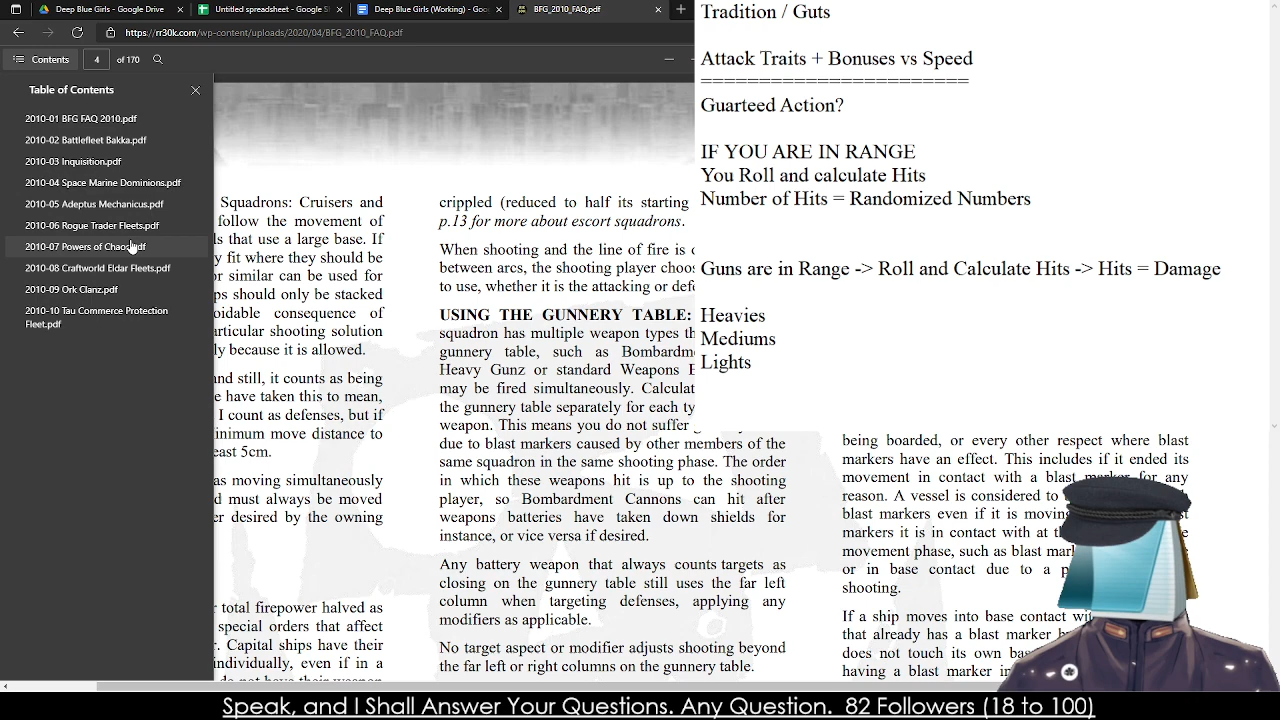 Deep Blue Girls - Google Drive
Untitled spreadsheet - Google S
Deep Blue Girls (Working) - Go
BFG_2010_FAQ.pdf
https://rr30k.com/wp-content/uploads/2020/04/BFG_2010_FAQ.pdf
Contents
4
of 170
Table of Contents
2010-01 BFG FAQ 2010.pdf
2010-02 Battlefleet Bakka.pdf
2010-03 Inquisition.pdf
2010-04 Space Marine Dominions.pdf
2010-05 Adeptus Mechanicus.pdf
2010-06 Rogue Trader Fleets.pdf
2010-07 Powers of Chaos.pdf
2010-08 Craftworld Eldar Fleets.pdf
2010-09 Ork Clanz.pdf
2010-10 Tau Commerce Protection
Fleet.pdf
Squadrons: Cruisers and
follow the movement of
ls that use a large base. If
y fit where they should be
or similar can be used for
ps should only be stacked
oidable consequence of
articular shooting solution
ly because it is allowed.
nd still, it counts as being
e have taken this to mean,
I count as defenses, but if
inimum move distance to
east 5cm.
as moving simultaneously
d must always be moved
er desired by the owning
total firepower halved as
special orders that affect
. Capital ships have their
individually, even if in a
crippled (reduced to half its starting
p.13 for more about escort squadrons.
When shooting and the line of fire is
between arcs, the shooting player choo
to use, whether it is the attacking or def
USING THE GUNNERY TABLE:
squadron has multiple weapon types th
gunnery table, such as Bombardm
Heavy Gunz or standard Weapons
may be fired simultaneously. Calculat
the gunnery table separately for each ty
weapon. This means you do not suffer
due to blast markers caused by other members of the
same squadron in the same shooting phase. The order
in which these weapons hit is up to the shooting
player, so Bombardment Cannons can hit after
weapons batteries have taken down shields for
instance, or vice versa if desired.
Any battery weapon that always counts targets as
closing on the gunnery table still uses the far left
column when targeting defenses, applying any
modifiers as applicable.
No target aspect or modifier adjusts shooting beyond
the far left or right columns on the gunnery table.
Tradition / Guts
Attack Traits + Bonuses vs Speed
=======================
Guarteed Action?
IF YOU ARE IN RANGE
You Roll and calculate Hits
Number of Hits = Randomized Numbers
Guns are in Range -> Roll and Calculate Hits -> Hits = Damage
Heavies
Mediums
Lights
being boarded, or every other respect where blast
markers have an effect. This includes if it ended its
movement in contact with a blast marker for any
reason. A vessel is considered to
blast markers even if it is movin
markers it is in contact with at th
movement phase, such as blast mar
or in base contact due to a p
shooting.
If a ship moves into base contact wi
that already has a blast marker
does not touch its own bas
having a blast marker in
Speak, and I Shall Answer Your Questions. Any Question. 82 Followers (18 to 100)